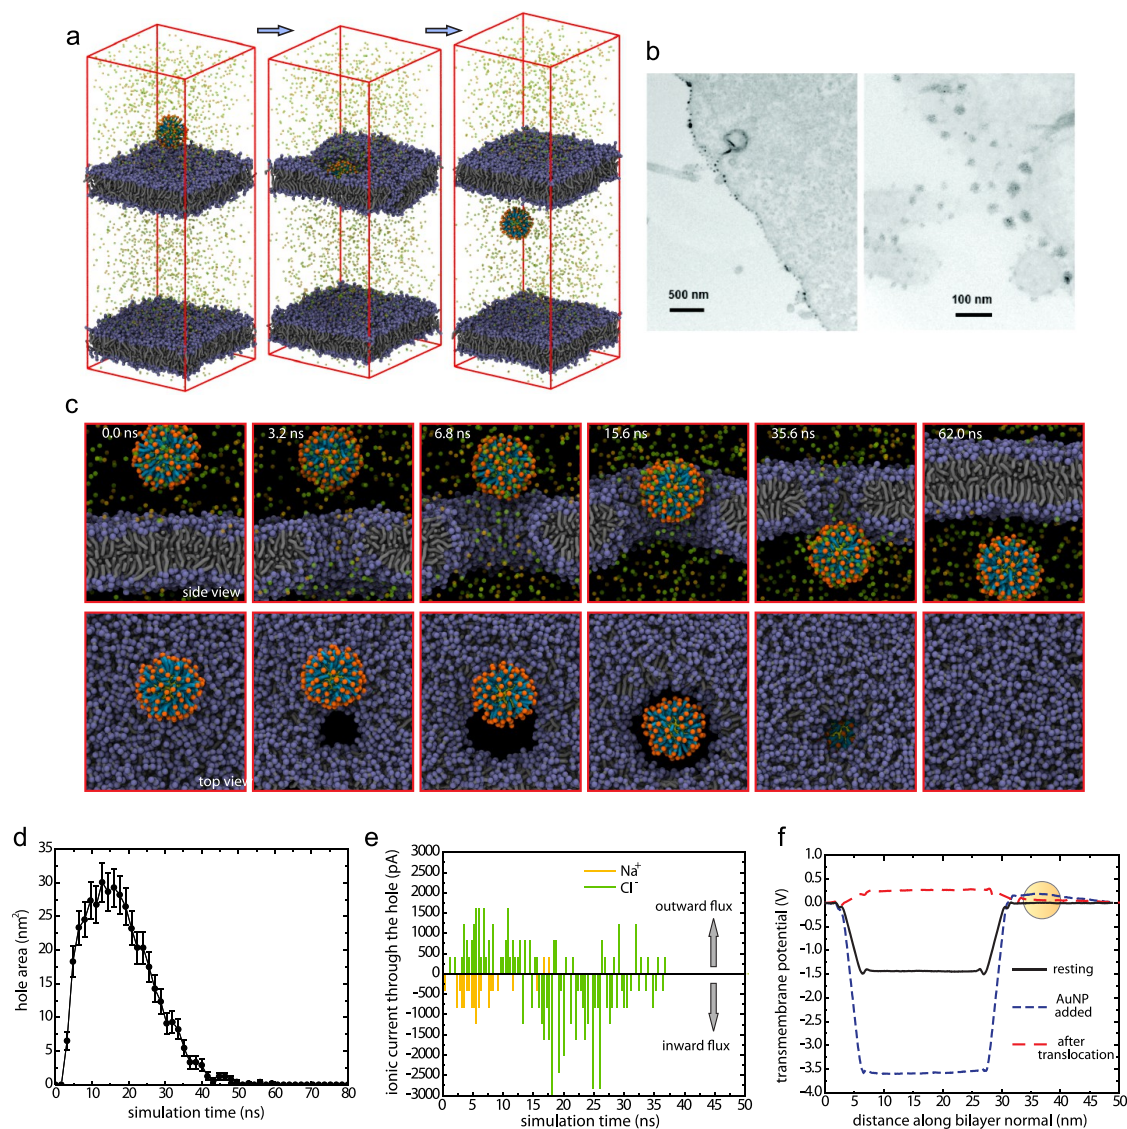 a
b
500 nm
100 nm
c
0.0 ns
3.2 ns
6.8 ns
15.6 ns
35.6 ns
62.0 ns
side view
top view
d
35
30
25
20
15
10
5
0
0 10 20 30 40 50 60 70 80
hole area (nm²)
simulation time (ns)
e
3000
2500
2000
1500
1000
500
0
-500
-1000
-1500
-2000
-2500
-3000
0 5 10 15 20 25 30 35 40 45 50
ionic current through the hole (pA)
simulation time (ns)
Na⁺
Cl⁻
outward flux
inward flux
f
1.0
0.5
0.0
-0.5
-1.0
-1.5
-2.0
-2.5
-3.0
-3.5
-4.0
0 5 10 15 20 25 30 35 40 45 50
transmembrane potential (V)
distance along bilayer normal (nm)
resting
AuNP
added
after
translocation